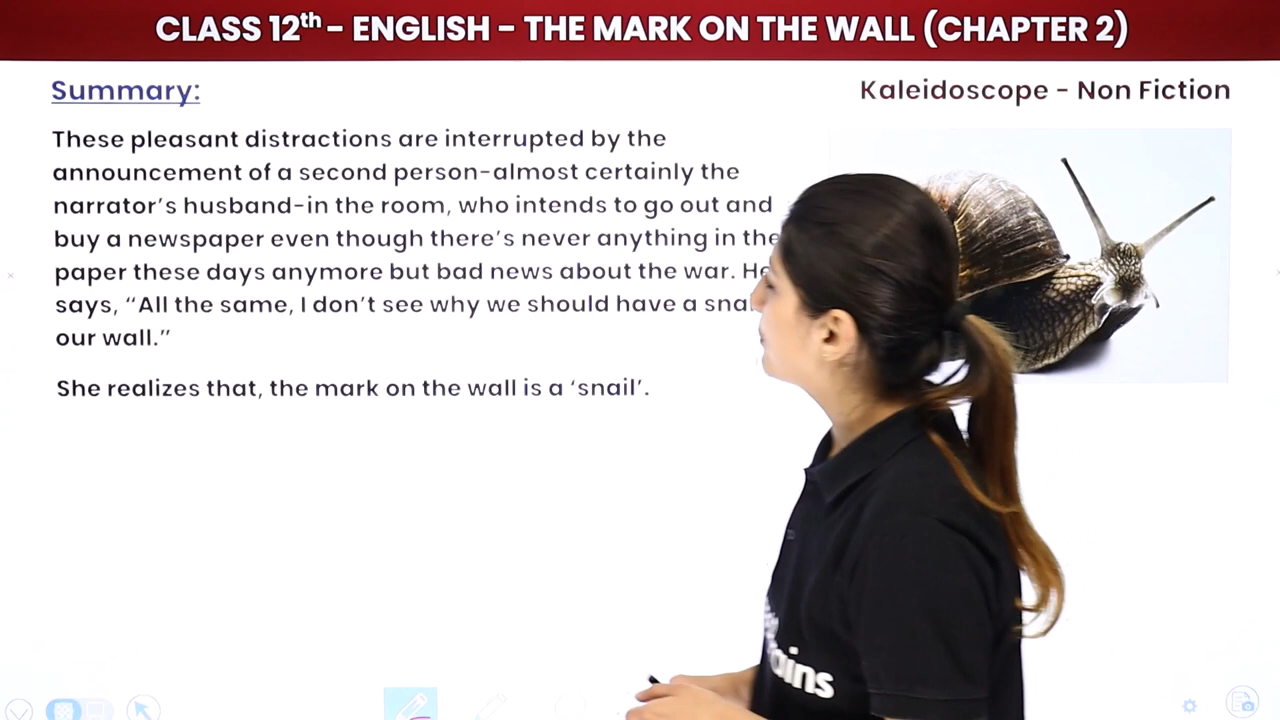 CLASS 12th - ENGLISH - THE MARK ON THE WALL (CHAPTER 2)
Summary:
Kaleidoscope - Non Fiction
These pleasant distractions are interrupted by the
announcement of a second person-almost certainly the
narrator's husband-in the room, who intends to go out and
buy a newspaper even though there's never anything in the
paper these days anymore but bad news about the war. He
says, "All the same, I don't see why we should have a
our wall."
She realizes that, the mark on the wall is a 'snail'.